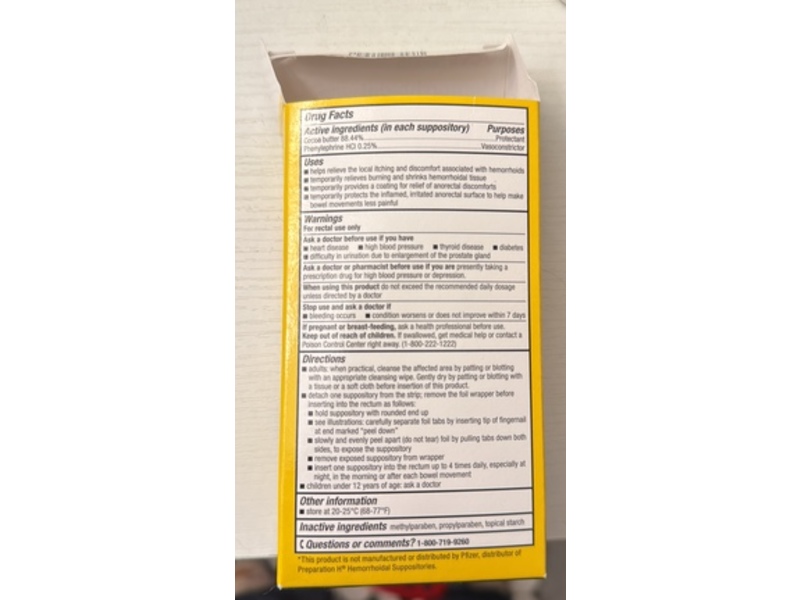 Drug Facts
Active ingredients (in each suppository) Purposes
Cocoa butter 88.44% Protectant
Phenylephrine HCl 0.25% Vasoconstrictor
Uses
■ helps relieve the local itching and discomfort associated with hemorrhoids
■ temporarily relieves burning and shrinks hemorrhoidal tissue
■ temporarily provides a coating for relief of anorectal discomforts
■ temporarily protects the inflamed, irritated anorectal surface to help make
bowel movements less painful
Warnings
For rectal use only
Ask a doctor before use if you have
■ heart disease ■ high blood pressure ■ thyroid disease ■ diabetes
■ difficulty in urination due to enlargement of the prostate gland
Ask a doctor or pharmacist before use if you are presently taking a
prescription drug for high blood pressure or depression.
When using this product do not exceed the recommended daily dosage
unless directed by a doctor
Stop use and ask a doctor if
■ bleeding occurs ■ condition worsens or does not improve within 7 days
If pregnant or breast-feeding, ask a health professional before use.
Keep out of reach of children. If swallowed, get medical help or contact a
Poison Control Center right away. (1-800-222-1222)
Directions
■ adults: when practical, cleanse the affected area by patting or blotting
with an appropriate cleansing wipe. Gently dry by patting or blotting with
a tissue or a soft cloth before insertion of this product.
■ detach one suppository from the strip; remove the foil wrapper before
inserting into the rectum as follows:
■ hold suppository with rounded end up
■ see illustrations: carefully separate foil tabs by inserting tip of fingernail
at end marked "peel down"
■ slowly and evenly peel apart (do not tear) foil by pulling tabs down both
sides, to expose the suppository
■ remove exposed suppository from wrapper
■ insert one suppository into the rectum up to 4 times daily, especially at
night, in the morning or after each bowel movement
■ children under 12 years of age: ask a doctor
Other information
■ store at 20-25°C (68-77°F)
Inactive ingredients methylparaben, propylparaben, topical starch
Questions or comments? 1-800-719-9260
*This product is not manufactured or distributed by Pfizer, distributor of
Preparation H® Hemorrhoidal Suppositories.